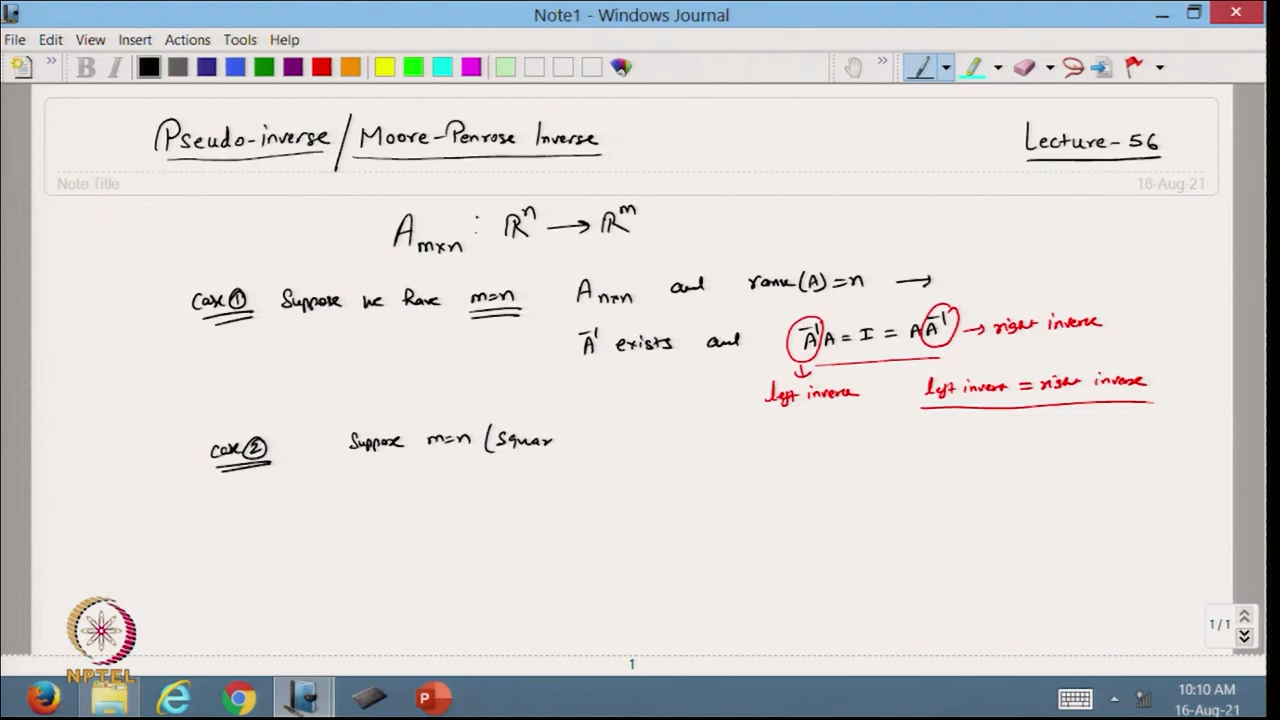 Note1 - Windows Journal
File Edit View Insert Actions Tools Help
Pseudo-inverse / Moore-Penrose Inverse
Lecture-56
Note Title
16-Aug-21
A_{m×n} : ℝ^n → ℝ^m
Case ① Suppose we have m=n A_{n×n} and rank(A)=n →
A^{-1} exists and A^{-1}A = I = AA^{-1} → right inverse
↓
left inverse left invert = right inverse
Case ② Suppose m=n (Squar
1/1
NPTEL
1
10:10 AM
16-Aug-21